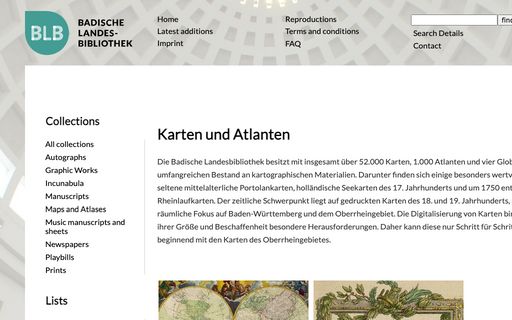 BLB
BADISCHE
LANDES-
BIBLIOTHEK
Home
Latest additions
Imprint
Reproductions
Terms and conditions
FAQ
Search Details
Contact
Collections
All collections
Autographs
Graphic Works
Incunabula
Manuscripts
Maps and Atlases
Music manuscripts and
sheets
Newspapers
Playbills
Prints
Lists
Karten und Atlanten
Die Badische Landesbibliothek besitzt mit insgesamt über 52.000 Karten, 1.000 Atlanten und vier
umfangreichen Bestand an kartographischen Materialien. Darunter finden sich einige besonders
seltene mittelalterliche Portolankarten, holländische Seekarten des 17. Jahrhunderts und um 1750
Rheinlaufkarten. Der zeitliche Schwerpunkt liegt auf gedruckten Karten des 18. und 19. Jahrhunderts,
räumliche Fokus auf Baden-Württemberg und dem Oberrheingebiet. Die Digitalisierung von Karten
ihrer Größe und Beschaffenheit besondere Herausforderungen. Daher kann diese nur Schritt für
beginnend mit den Karten des Oberrheingebietes.